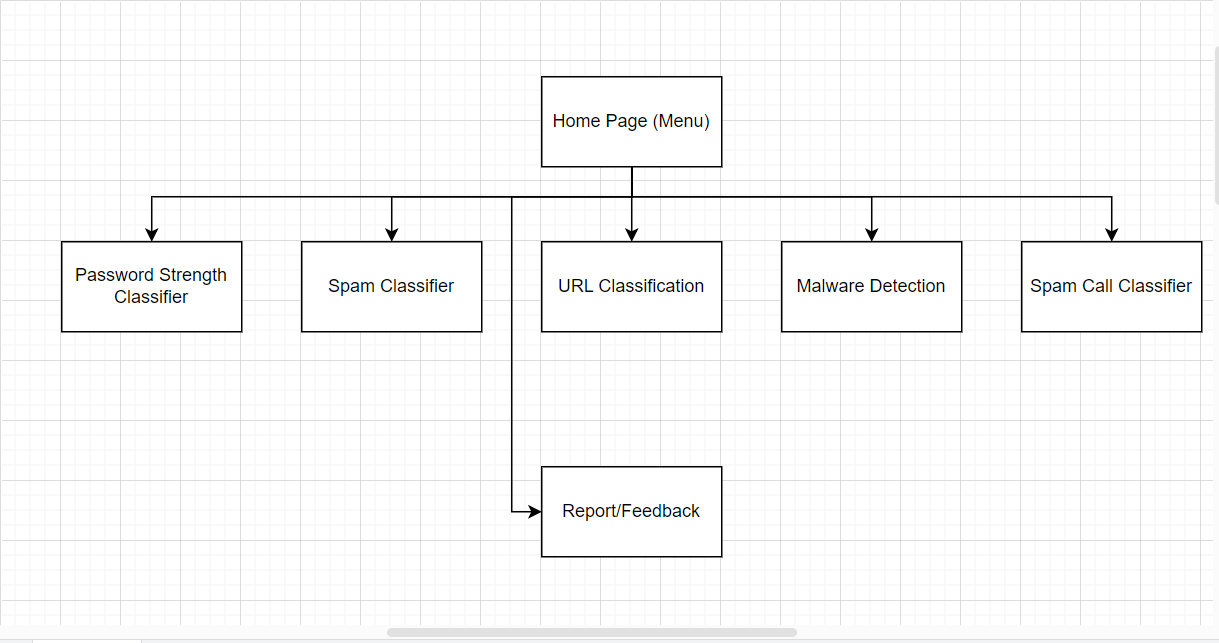 Home Page (Menu)
Password Strength
Classifier
Spam Classifier
URL Classification
Malware Detection
Spam Call Classifier
Report/Feedback